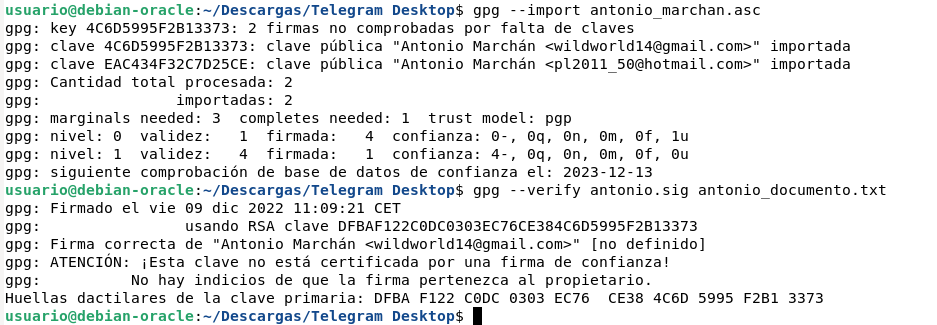 usuario@debian-oracle:~/Descargas/Telegram Desktop$ gpg --import antonio_marchan.asc
gpg: key 4C6D5995F2B13373: 2 firmas no comprobadas por falta de claves
gpg: clave 4C6D5995F2B13373: clave pública "Antonio Marchán <wildworld14@gmail.com>" importada
gpg: clave EAC434F32C7D25CE: clave pública "Antonio Marchán <pl2011_50@hotmail.com>" importada
gpg: Cantidad total procesada: 2
gpg:               importadas: 2
gpg: marginals needed: 3  completes needed: 1  trust model: pgp
gpg: nivel: 0  validez:   1  firmada:   4  confianza: 0-, 0q, 0n, 0m, 0f, 1u
gpg: nivel: 1  validez:   4  firmada:   1  confianza: 4-, 0q, 0n, 0m, 0f, 0u
gpg: siguiente comprobación de base de datos de confianza el: 2023-12-13
usuario@debian-oracle:~/Descargas/Telegram Desktop$ gpg --verify antonio.sig antonio_documento.txt
gpg: Firmado el vie 09 dic 2022 11:09:21 CET
gpg:                usando RSA clave DFBAF122C0DC0303EC76CE384C6D5995F2B13373
gpg: Firma correcta de "Antonio Marchán <wildworld14@gmail.com>" [no definido]
gpg: ATENCIÓN: ¡Esta clave no está certificada por una firma de confianza!
gpg:          No hay indicios de que la firma pertenezca al propietario.
Huellas dactilares de la clave primaria: DFBA F122 C0DC 0303 EC76  CE38 4C6D 5995 F2B1 3373
usuario@debian-oracle:~/Descargas/Telegram Desktop$